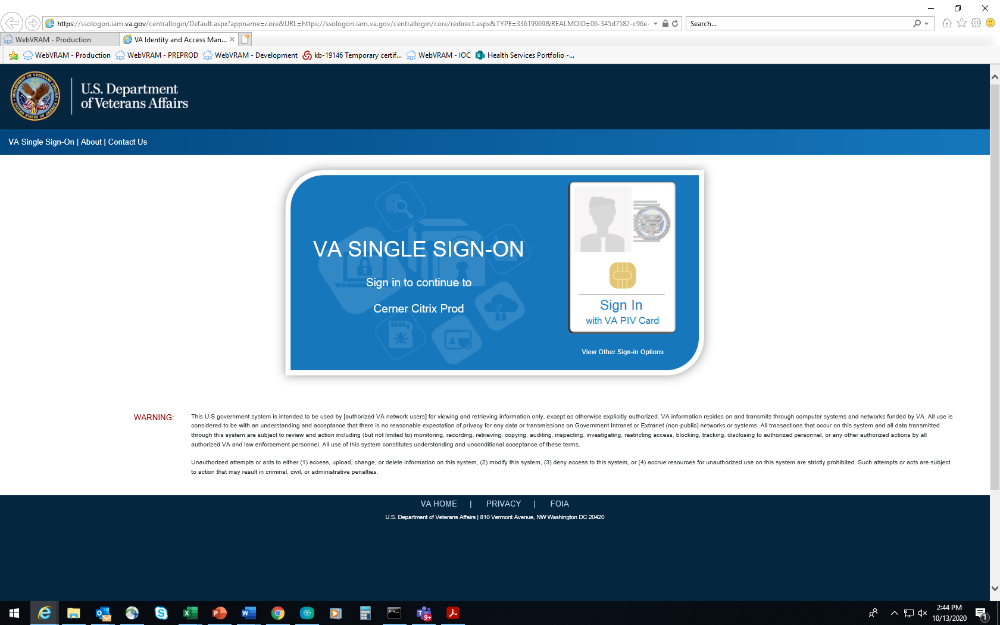 https://ssologon.iam.va.gov/centrallogin/Default.aspx?appname=core&URL=https://ssologon.iam.va.gov/centrallogin/core/redirect.aspx&TYPE=33619969&REALMOID=06-345d7582-c96e-
Search...
WebVRAM - Production
VA Identity and Access Man...
WebVRAM - Production
WebVRAM - PREPROD
WebVRAM - Development
kb-19146 Temporary certif...
WebVRAM - IOC
Health Services Portfolio -...
U.S. Department
of Veterans Affairs
VA Single Sign-On | About | Contact Us
VA SINGLE SIGN-ON
Sign in to continue to
Cerner Citrix Prod
Sign In
with VA PIV Card
View Other Sign-in Options
WARNING:
This U.S government system is intended to be used by [authorized VA network users] for viewing and retrieving information only, except as otherwise explicitly authorized. VA information resides on and transmits through computer systems and networks funded by VA. All use is
considered to be with an understanding and acceptance that there is no reasonable expectation of privacy for any data or transmissions on Government Intranet or Extranet (non-public) networks or systems. All transactions that occur on this system and all data transmitted
through this system are subject to review and action including (but not limited to) monitoring, recording, retrieving, copying, auditing, inspecting, investigating, restricting access, blocking, tracking, disclosing to authorized personnel, or any other authorized actions by all
authorized VA and law enforcement personnel. All use of this system constitutes understanding and unconditional acceptance of these terms.
Unauthorized attempts or acts to either (1) access, upload, change, or delete information on this system, (2) modify this system, (3) deny access to this system, or (4) accrue resources for unauthorized use on this system are strictly prohibited. Such attempts or acts are subject
to action that may result in criminal, civil, or administrative penalties.
VA HOME | PRIVACY | FOIA
U.S. Department of Veterans Affairs | 810 Vermont Avenue, NW Washington DC 20420
9+
2:44 PM
10/13/2020
1